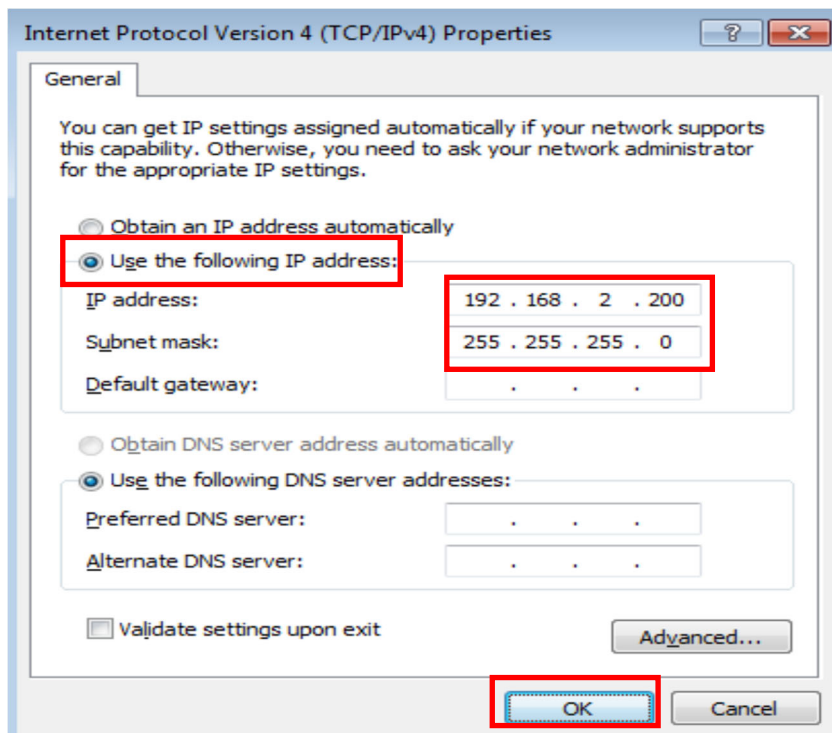 Internet Protocol Version 4 (TCP/IPv4) Properties
?
General
You can get IP settings assigned automatically if your network supports
this capability. Otherwise, you need to ask your network administrator
for the appropriate IP settings.
Obtain an IP address automatically
Use the following IP address:
IP address: 192 . 168 . 2 . 200
Subnet mask: 255 . 255 . 255 . 0
Default gateway: . . .
Obtain DNS server address automatically
Use the following DNS server addresses:
Preferred DNS server: . . .
Alternate DNS server: . . .
Validate settings upon exit
Advanced...
OK Cancel